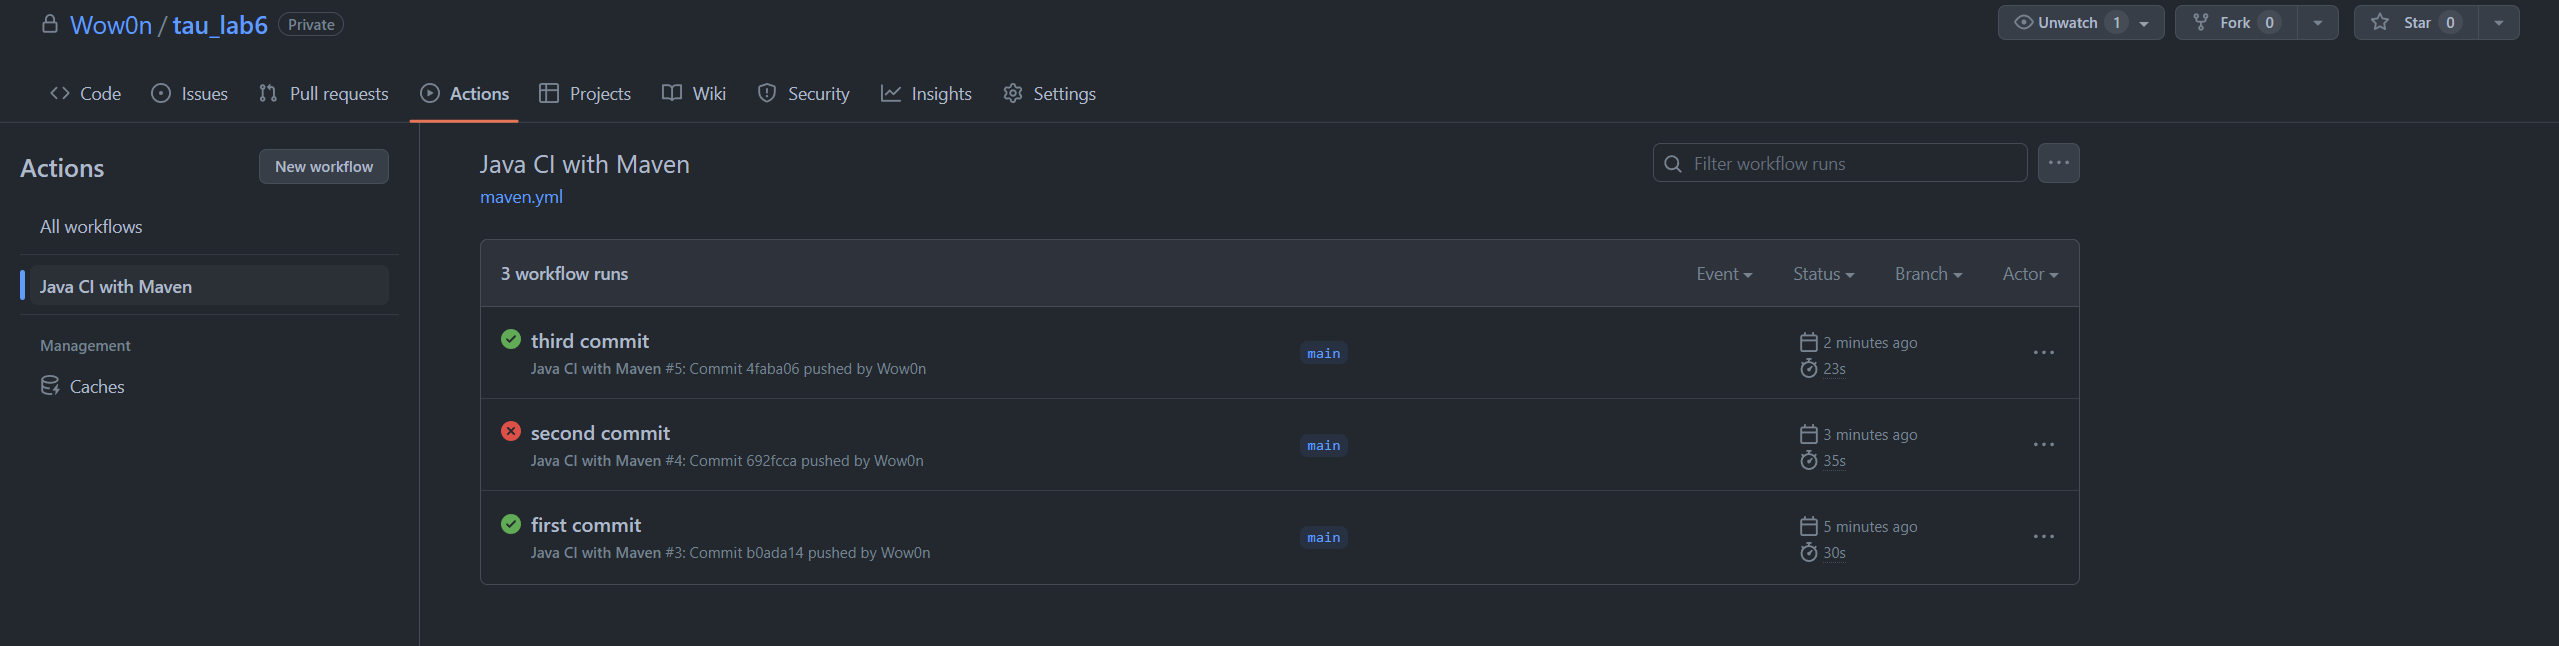 Wow0n / tau_lab6 Private
Unwatch 1 Fork 0 Star 0
Code Issues Pull requests Actions Projects Wiki Security Insights Settings
Actions
New workflow
All workflows
Java CI with Maven
Management
Caches
Java CI with Maven
maven.yml
Filter workflow runs
3 workflow runs
Event Status Branch Actor
third commit
Java CI with Maven #5: Commit 4faba06 pushed by Wow0n
main
2 minutes ago
23s
second commit
Java CI with Maven #4: Commit 692fcca pushed by Wow0n
main
3 minutes ago
35s
first commit
Java CI with Maven #3: Commit b0ada14 pushed by Wow0n
main
5 minutes ago
30s